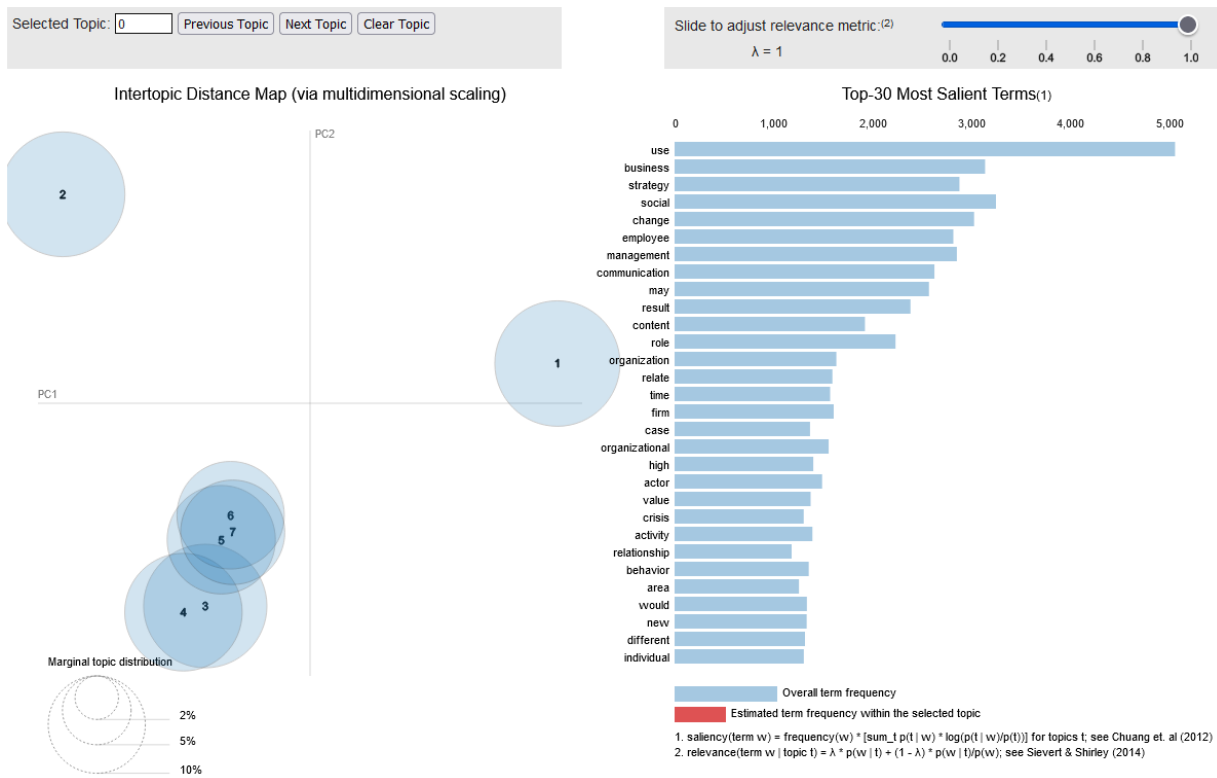 Selected Topic: 0 Previous Topic Next Topic Clear Topic
Slide to adjust relevance metric:(2)
λ = 1
0.0 0.2 0.4 0.6 0.8 1.0
Intertopic Distance Map (via multidimensional scaling)
PC2
PC1
2
1
6
7
5
3
4
Marginal topic distribution
2%
5%
10%
Top-30 Most Salient Terms(1)
0 1,000 2,000 3,000 4,000 5,000
use
business
strategy
social
change
employee
management
communication
may
result
content
role
organization
relate
time
firm
case
organizational
high
actor
value
crisis
activity
relationship
behavior
area
would
new
different
individual
Overall term frequency
Estimated term frequency within the selected topic
1. saliency(term w) = frequency(w) * [sum_t p(t | w) * log(p(t | w)/p(t))] for topics t; see Chuang et. al (2012)
2. relevance(term w | topic t) = λ * p(w | t) + (1 - λ) * p(w | t)/p(w); see Sievert & Shirley (2014)